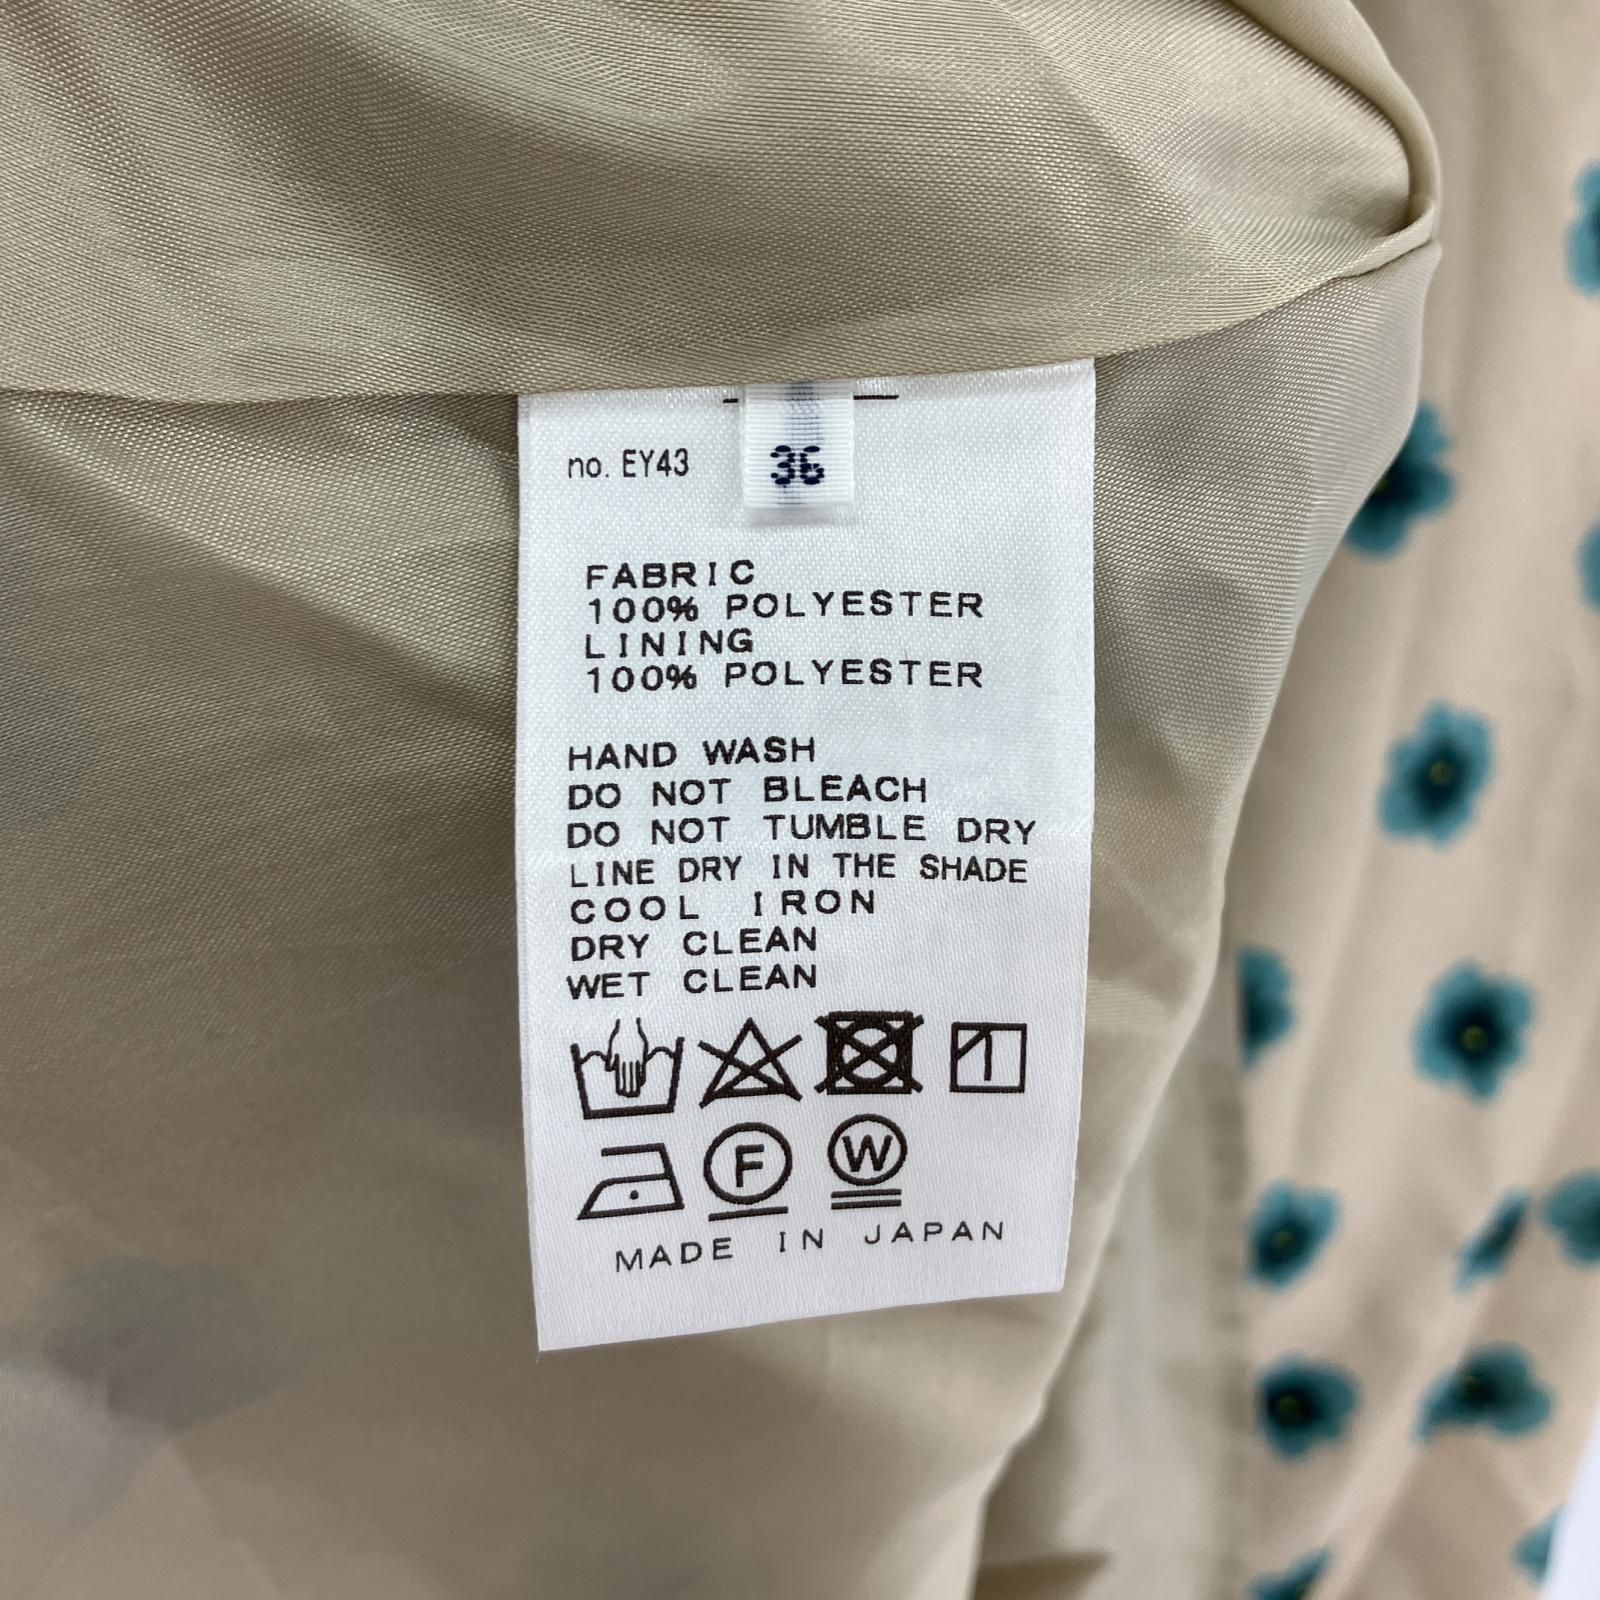 no. EY43 36
FABRIC
100% POLYESTER
LINING
100% POLYESTER
HAND WASH
DO NOT BLEACH
DO NOT TUMBLE DRY
LINE DRY IN THE SHADE
COOL IRON
DRY CLEAN
WET CLEAN
F W
MADE IN JAPAN